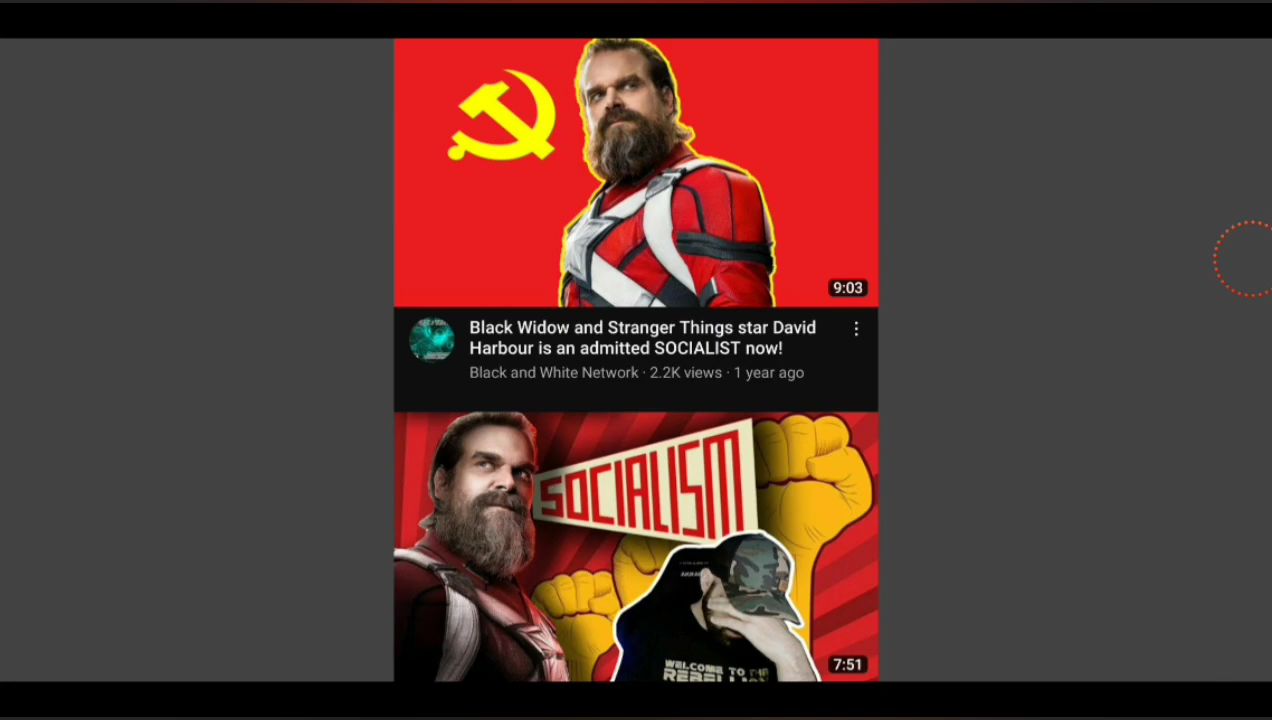 9:03
Black Widow and Stranger Things star David
Harbour is an admitted SOCIALIST now!
Black and White Network · 2.2K views · 1 year ago
SOCIALISM
WELCOME TO THE
REBELLION
7:51